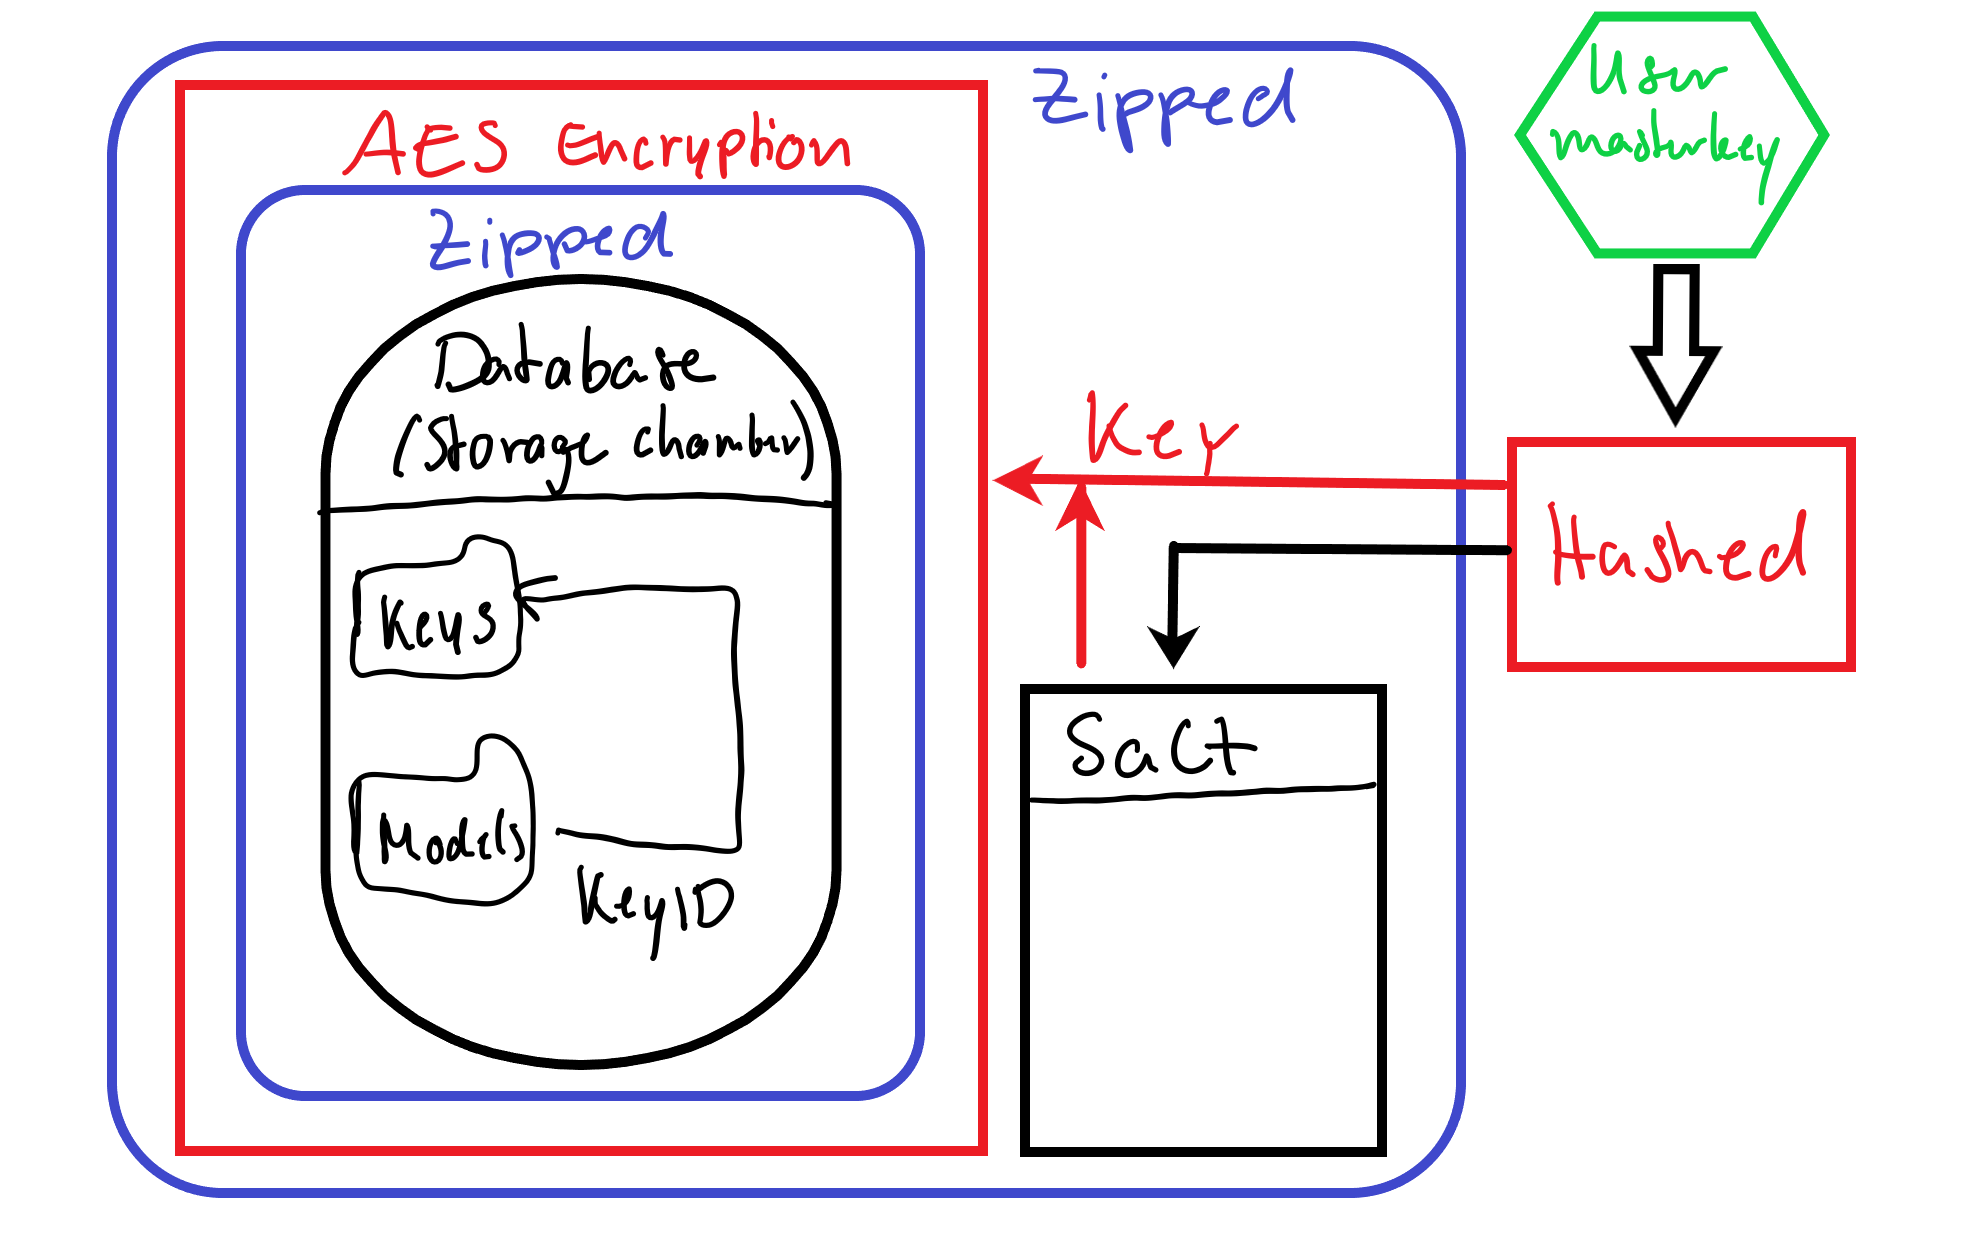 AES Encryption
Zipped
Database
(Storage chamber)
Keys
Models
KeyID
Zipped
Key
Salt
User
masterkey
Hashed